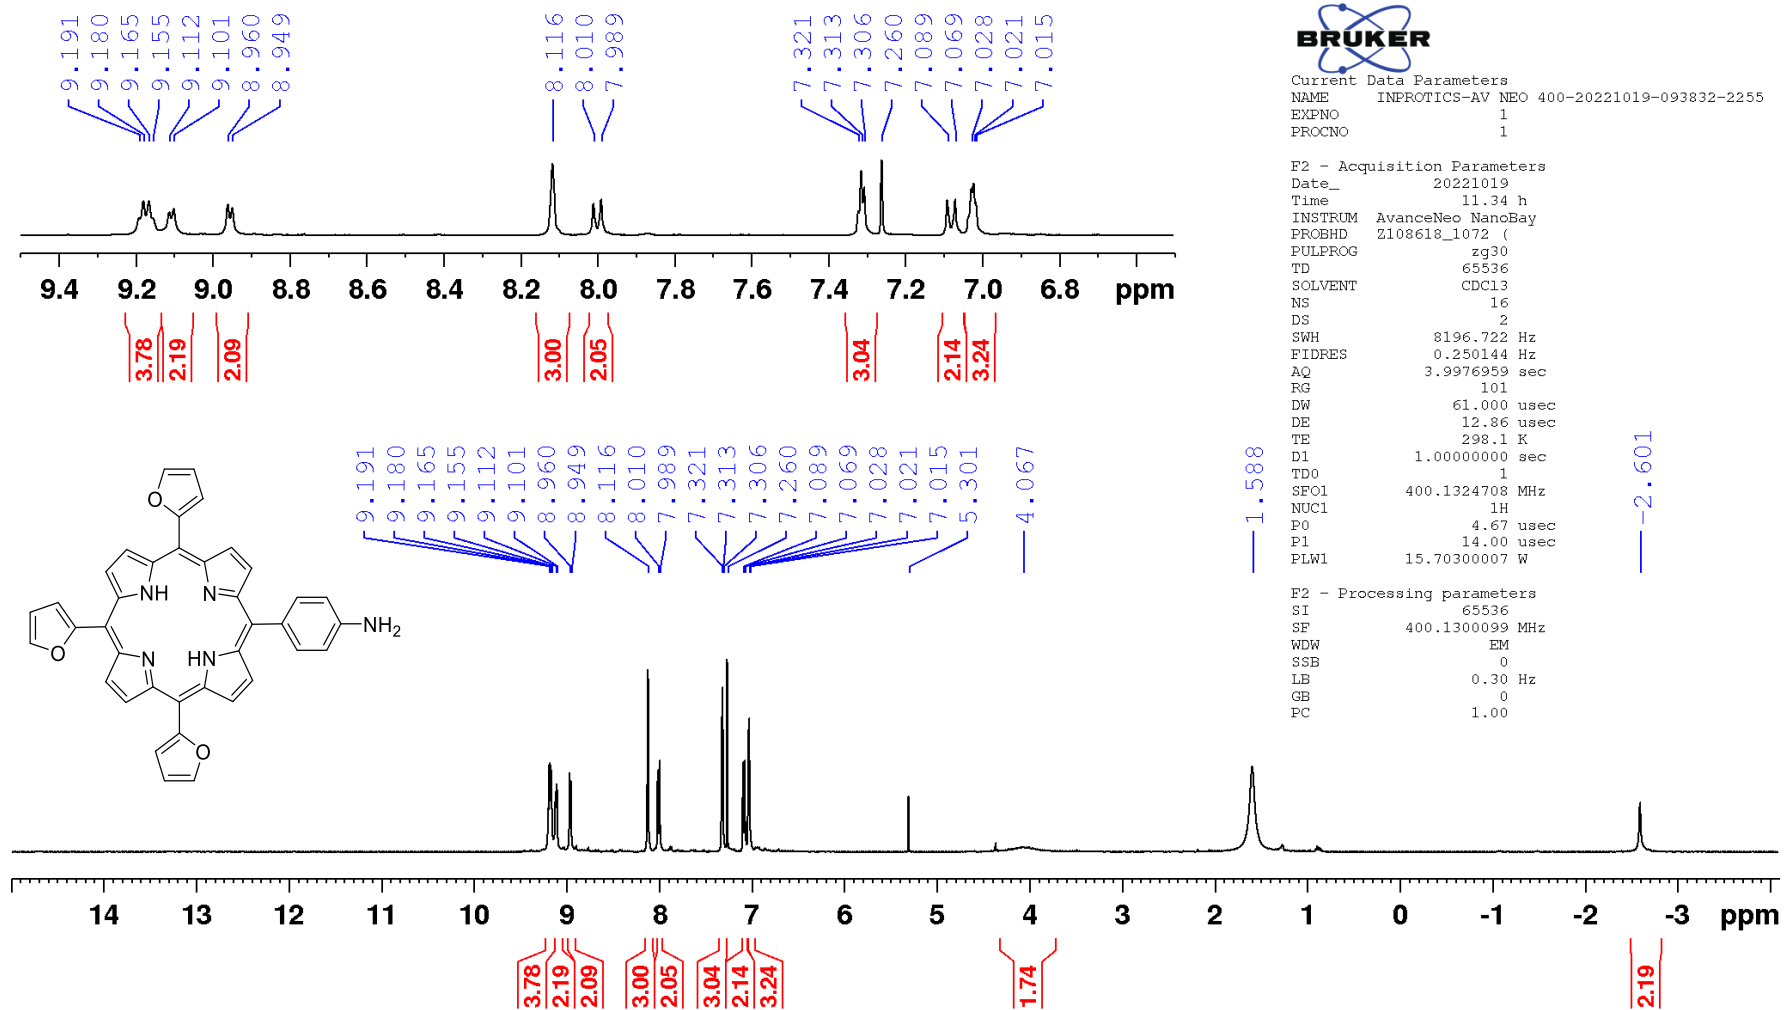 9.191
9.180
9.165
9.155
9.112
9.101
8.960
8.949
8.116
8.010
7.989
7.321
7.313
7.306
7.260
7.089
7.069
7.028
7.021
7.015
9.4 9.2 9.0 8.8 8.6 8.4 8.2 8.0 7.8 7.6 7.4 7.2 7.0 6.8 ppm
3.78
2.19
2.09
3.00
2.05
3.04
2.14
3.24
BRUKER
Current Data Parameters
NAME INPROTICS-AV NEO 400-20221019-093832-2255
EXPNO 1
PROCNO 1
F2 - Acquisition Parameters
Date_ 20221019
Time 11.34 h
INSTRUM AvanceNeo NanoBay
PROBHD Z108618_1072 (
PULPROG zg30
TD 65536
SOLVENT CDCl3
NS 16
DS 2
SWH 8196.722 Hz
FIDRES 0.250144 Hz
AQ 3.9976959 sec
RG 101
DW 61.000 usec
DE 12.86 usec
TE 298.1 K
D1 1.00000000 sec
TD0 1
SFO1 400.1324708 MHz
NUC1 1H
P0 4.67 usec
P1 14.00 usec
PLW1 15.70300007 W
F2 - Processing parameters
SI 65536
SF 400.1300099 MHz
WDW EM
SSB 0
LB 0.30 Hz
GB 0
PC 1.00
9.191
9.180
9.165
9.155
9.112
9.101
8.960
8.949
8.116
8.010
7.989
7.321
7.313
7.306
7.260
7.089
7.069
7.028
7.021
7.015
5.301
4.067
1.588
-2.601
O
NH
N
NH2
O
N
HN
O
14 13 12 11 10 9 8 7 6 5 4 3 2 1 0 -1 -2 -3 ppm
3.78
2.19
2.09
3.00
2.05
3.04
2.14
3.24
1.74
2.19